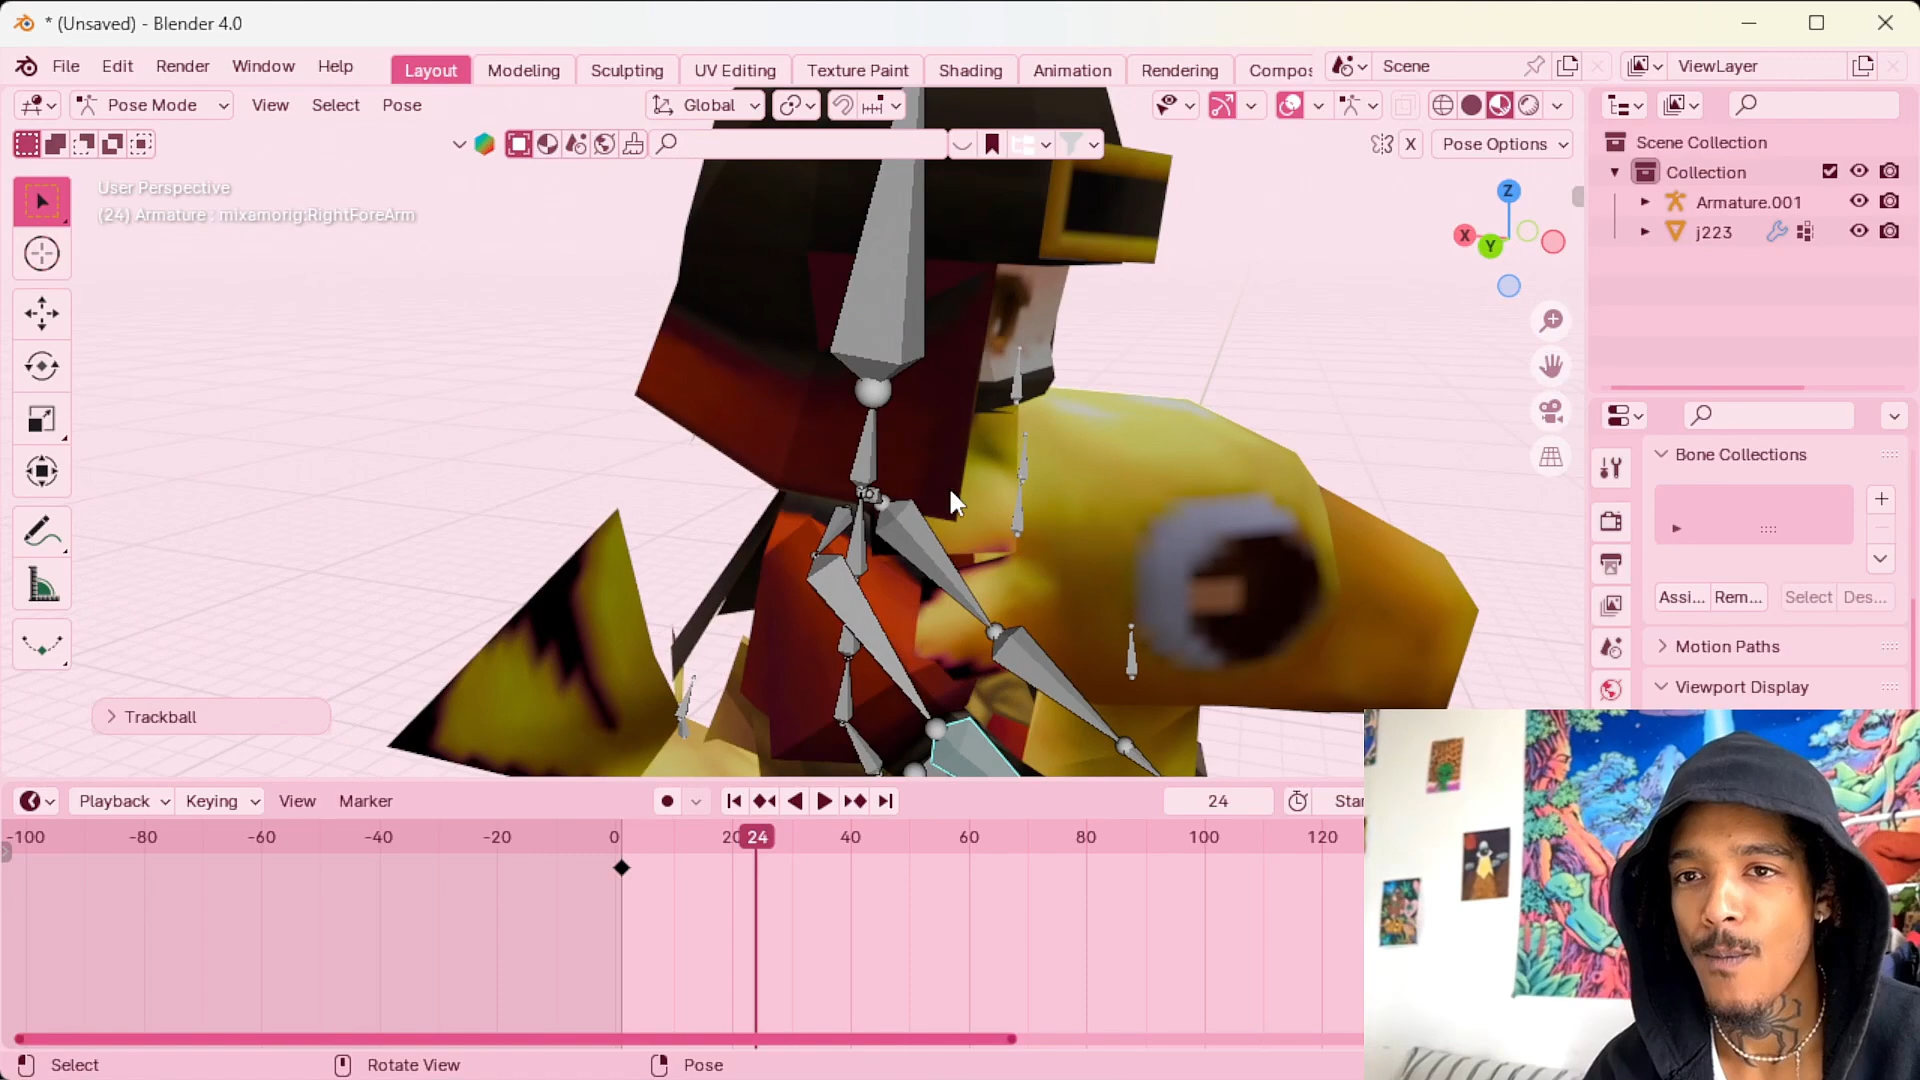 * (Unsaved) - Blender 4.0
File Edit Render Window Help Layout Modeling Sculpting UV Editing Texture Paint Shading Animation Rendering Compos Scene ViewLayer
Pose Mode View Select Pose Global
X Pose Options
User Perspective
(24) Armature : mixamorig:RightForeArm
Z
X
Y
Scene Collection
Collection
Armature.001
j223
Bone Collections
Assi... Rem... Select Des...
Motion Paths
Viewport Display
Trackball
Playback Keying View Marker 24 Star
-100 -80 -60 -40 -20 0 20 24 40 60 80 100 120
Select Rotate View Pose